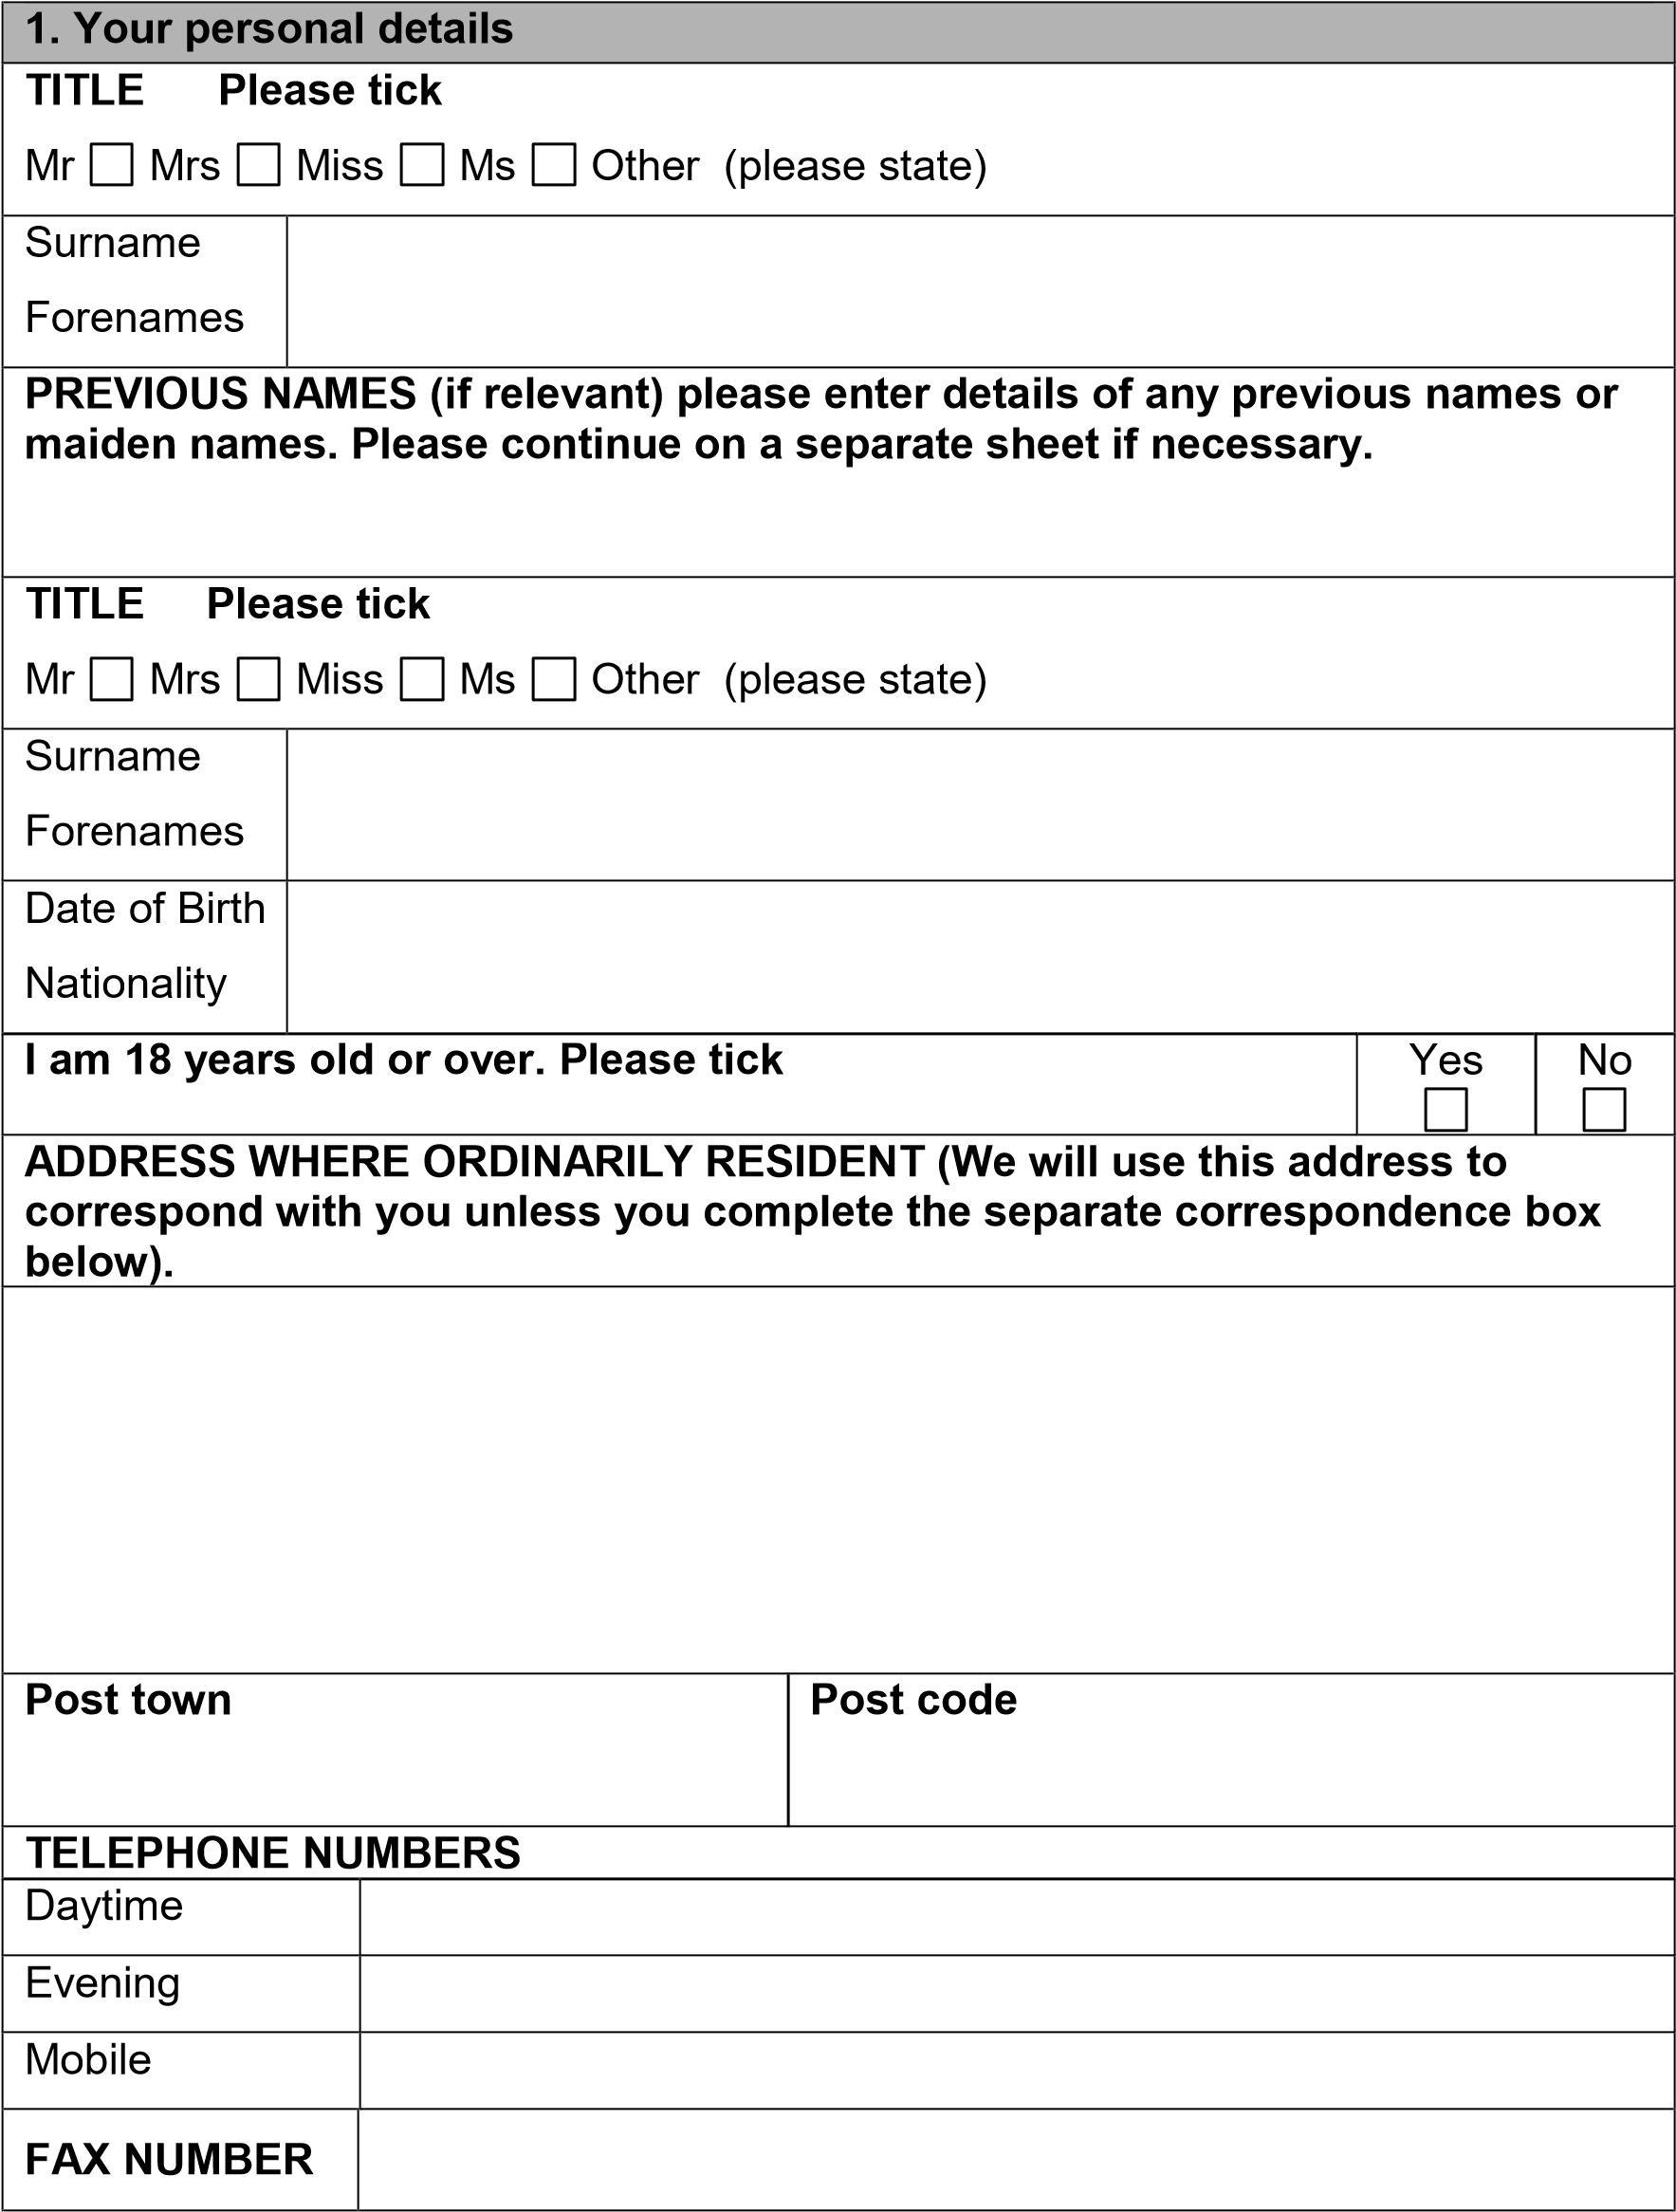 1. Your personal details
TITLE Please tick
Mr Mrs Miss Ms Other (please state)
Surname
Forenames
PREVIOUS NAMES (if relevant) please enter details of any previous names or
maiden names. Please continue on a separate sheet if necessary.
TITLE Please tick
Mr Mrs Miss Ms Other (please state)
Surname
Forenames
Date of Birth
Nationality
I am 18 years old or over. Please tick Yes No
ADDRESS WHERE ORDINARILY RESIDENT (We will use this address to
correspond with you unless you complete the separate correspondence box
below).
Post town Post code
TELEPHONE NUMBERS
Daytime
Evening
Mobile
FAX NUMBER